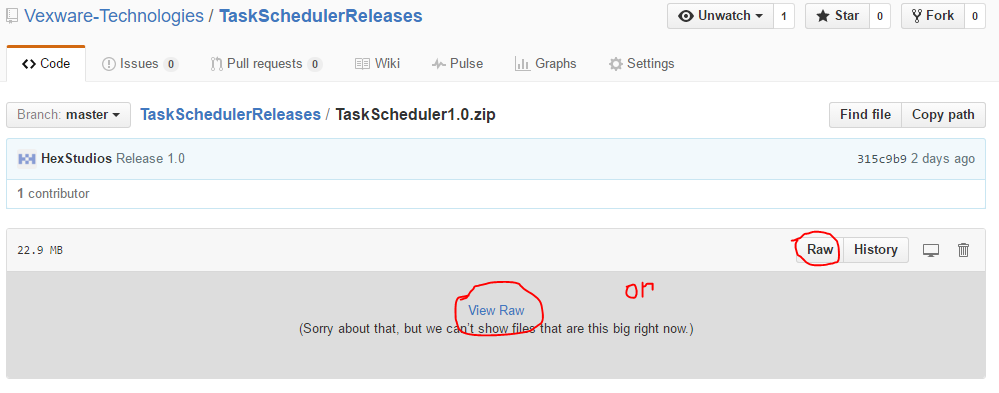 Vexware-Technologies / TaskSchedulerReleases Unwatch 1 Star 0 Fork 0
Code Issues 0 Pull requests 0 Wiki Pulse Graphs Settings
Branch: master TaskSchedulerReleases / TaskScheduler1.0.zip Find file Copy path
HexStudios Release 1.0 315c9b9 2 days ago
1 contributor
22.9 MB Raw History
or
View Raw
(Sorry about that, but we can't show files that are this big right now.)